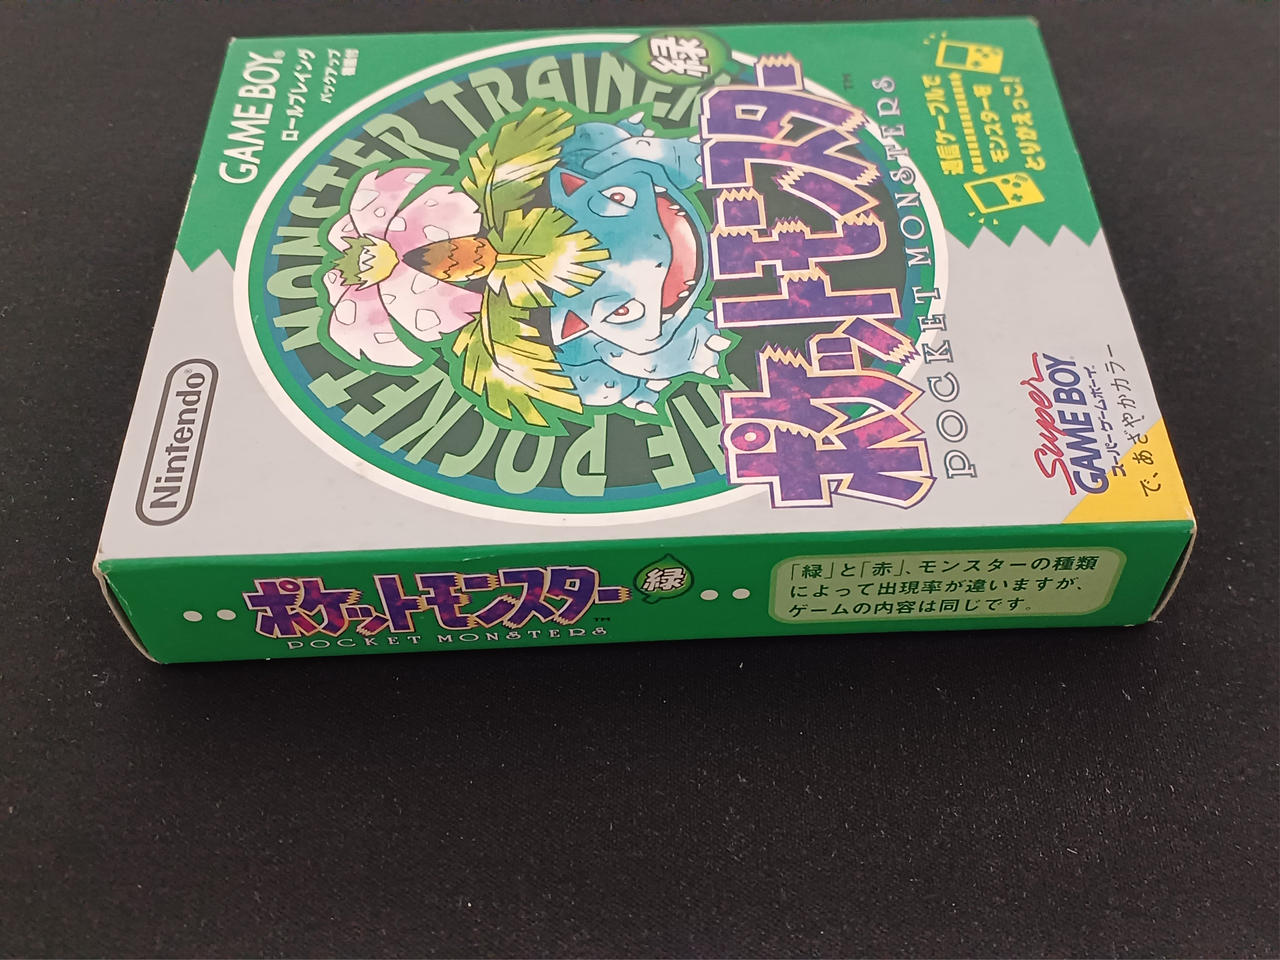 GAME BOY®
ロールプレイング
バックアップ
機能付
通信ケーブルで
モンスターを
とりかえっこ!
緑
POCKET MONSTER TRAINER
THE POCKE
ポケットモンスター
™
POCKET MONSTERS
Nintendo®
Super
GAME BOY®
スーパーゲームボーイ®
で、あざやかカラー
ポケットモンスター
緑
™
POCKET MONSTERS
「緑」と「赤」、モンスターの種類
によって出現率が違いますが、
ゲームの内容は同じです。